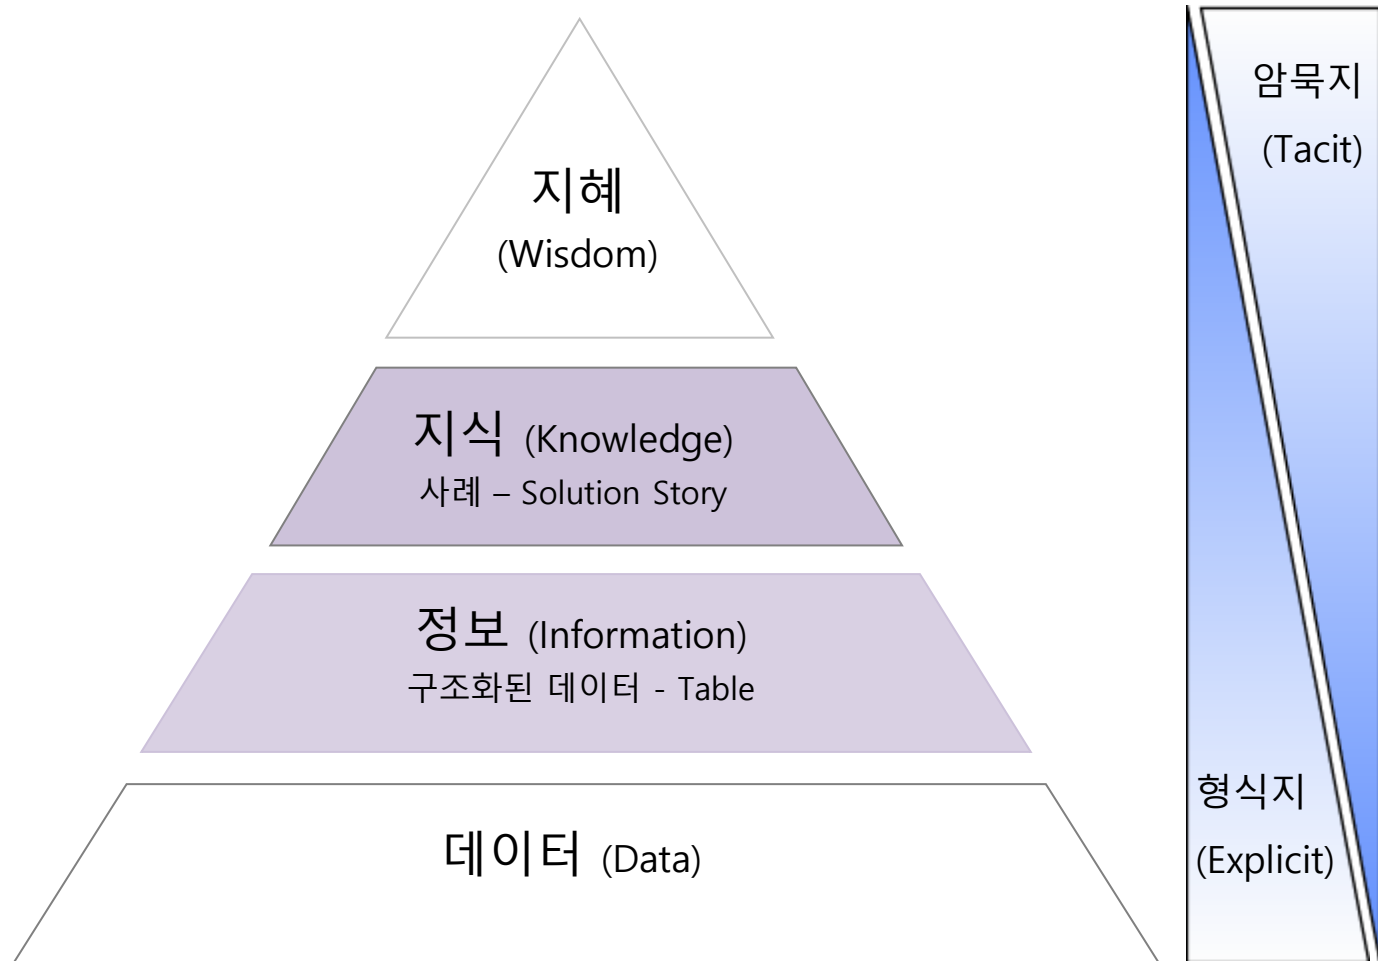 지혜
(Wisdom)
지식 (Knowledge)
사례 – Solution Story
정보 (Information)
구조화된 데이터 - Table
데이터 (Data)
암묵지
(Tacit)
형식지
(Explicit)